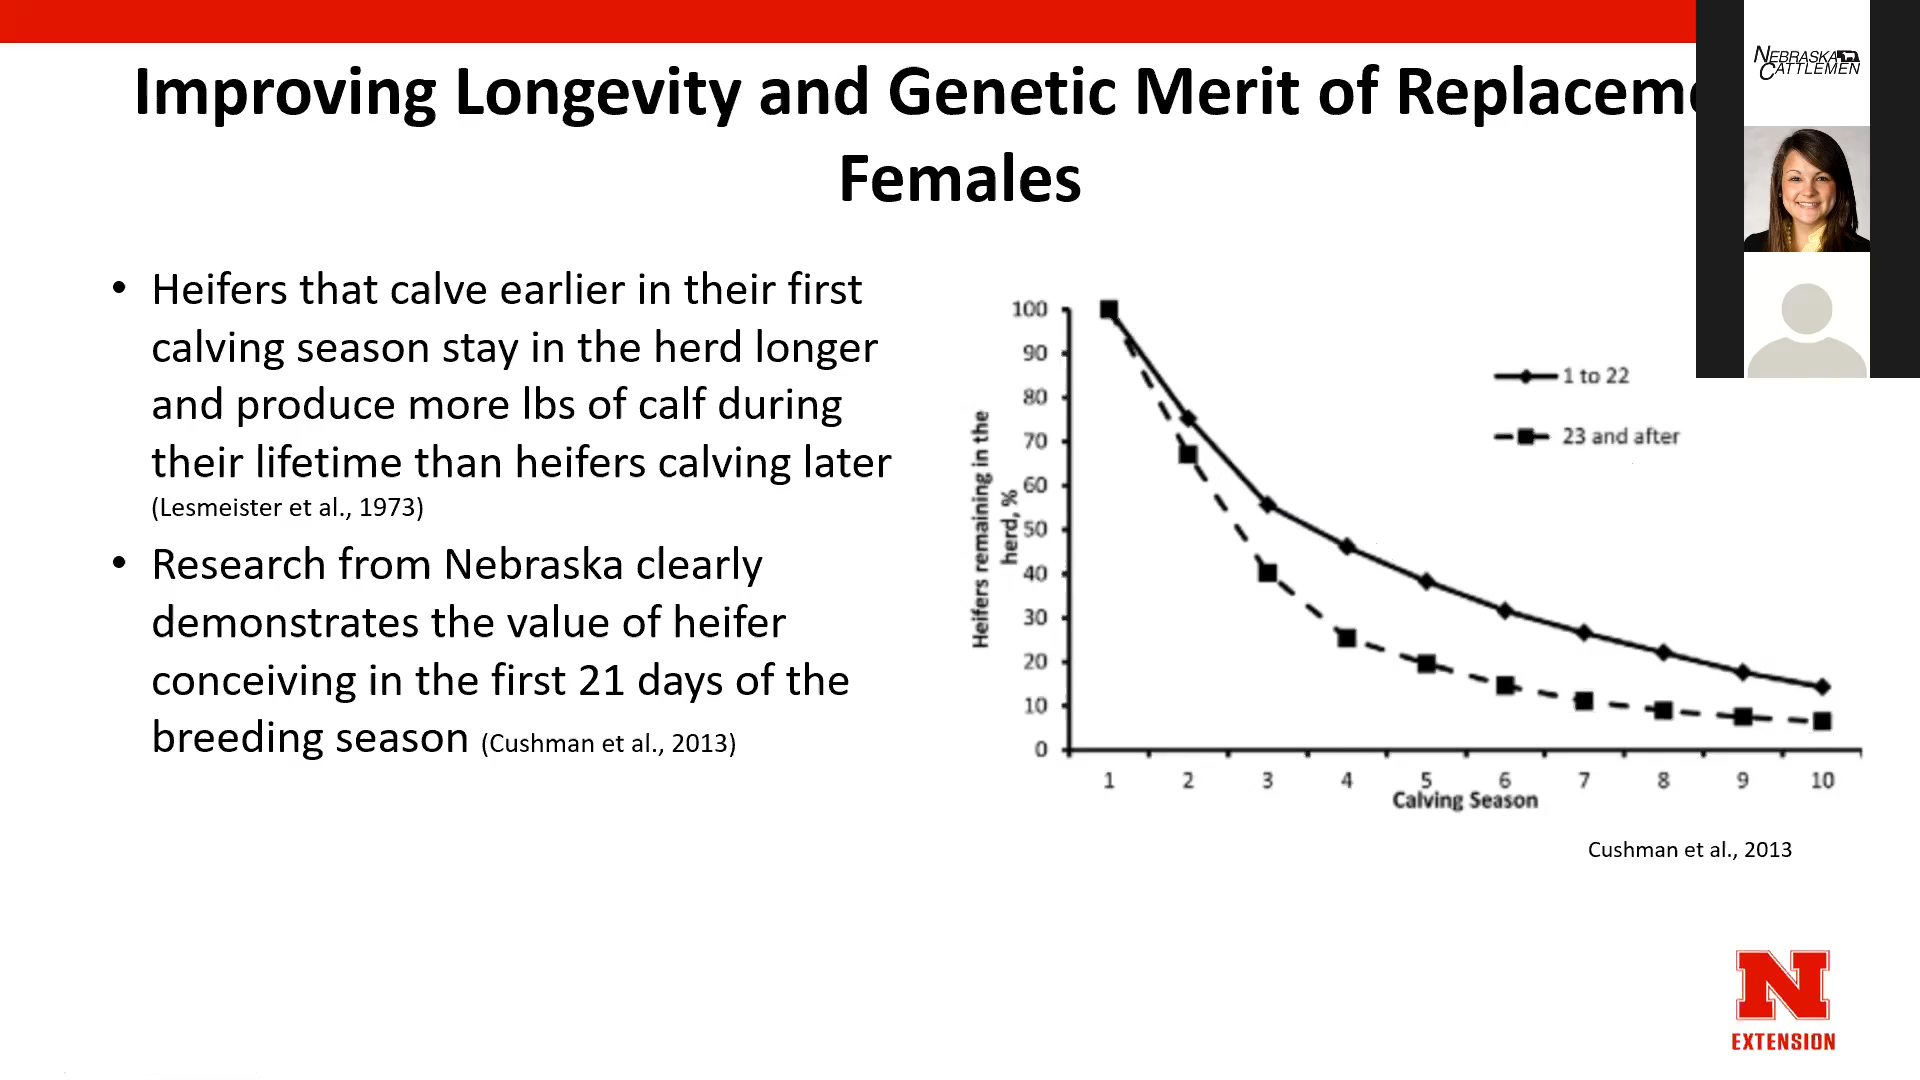 Improving Longevity and Genetic Merit of Replaceme
Females
NEBRASKA
CATTLEMEN
• Heifers that calve earlier in their first
calving season stay in the herd longer
and produce more lbs of calf during
their lifetime than heifers calving later
(Lesmeister et al., 1973)
• Research from Nebraska clearly
demonstrates the value of heifer
conceiving in the first 21 days of the
breeding season (Cushman et al., 2013)
Heifers remaining in the
herd, %
100
90
80
70
60
50
40
30
20
10
0
1 to 22
23 and after
1 2 3 4 5 6 7 8 9 10
Calving Season
Cushman et al., 2013
N
EXTENSION